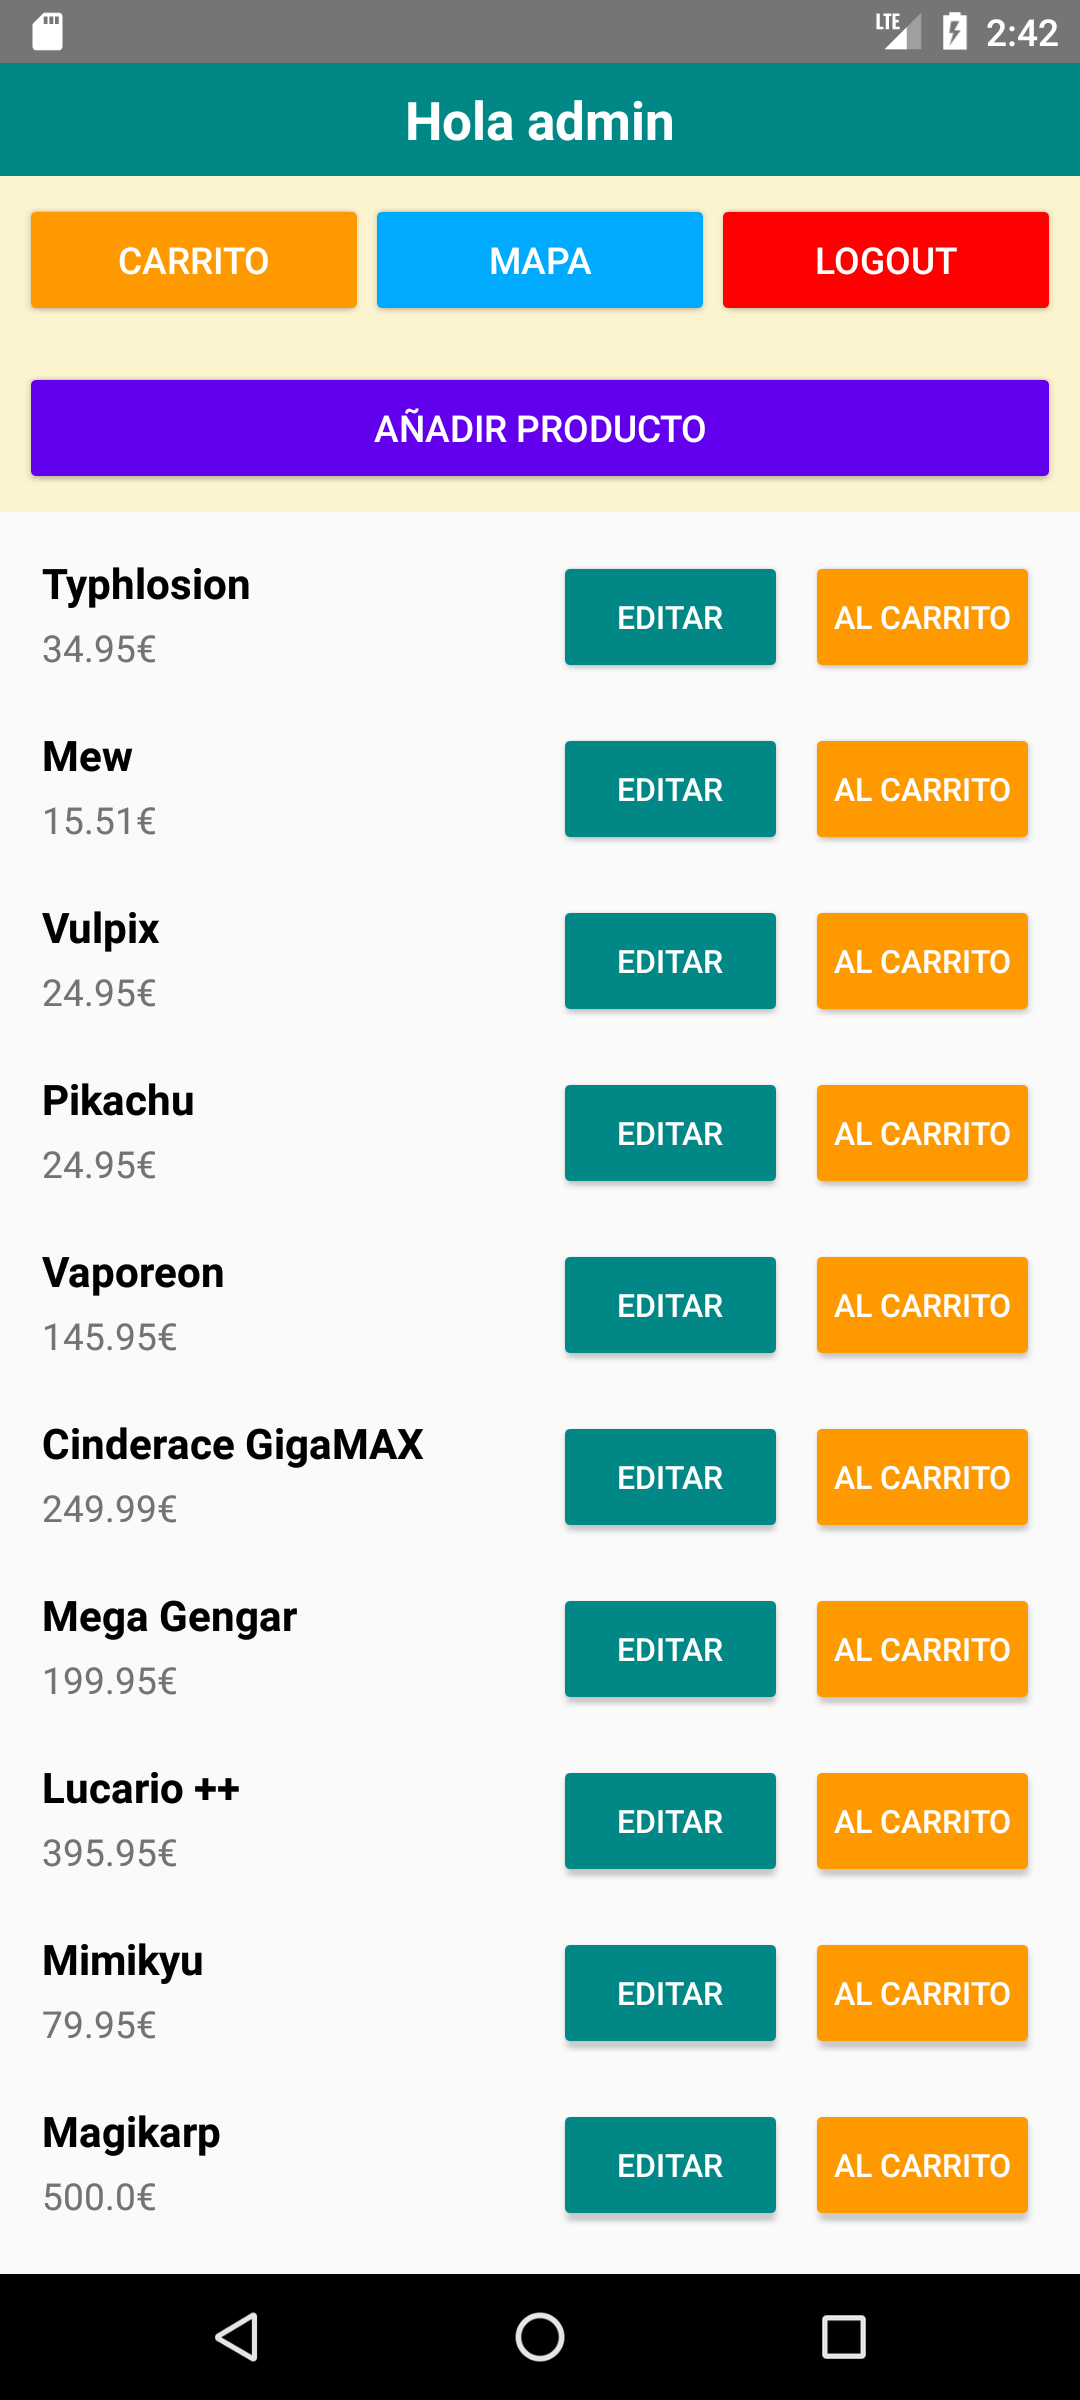 LTE 2:42
Hola admin
CARRITO MAPA LOGOUT
AÑADIR PRODUCTO
Typhlosion
34.95€
EDITAR AL CARRITO
Mew
15.51€
EDITAR AL CARRITO
Vulpix
24.95€
EDITAR AL CARRITO
Pikachu
24.95€
EDITAR AL CARRITO
Vaporeon
145.95€
EDITAR AL CARRITO
Cinderace GigaMAX
249.99€
EDITAR AL CARRITO
Mega Gengar
199.95€
EDITAR AL CARRITO
Lucario ++
395.95€
EDITAR AL CARRITO
Mimikyu
79.95€
EDITAR AL CARRITO
Magikarp
500.0€
EDITAR AL CARRITO